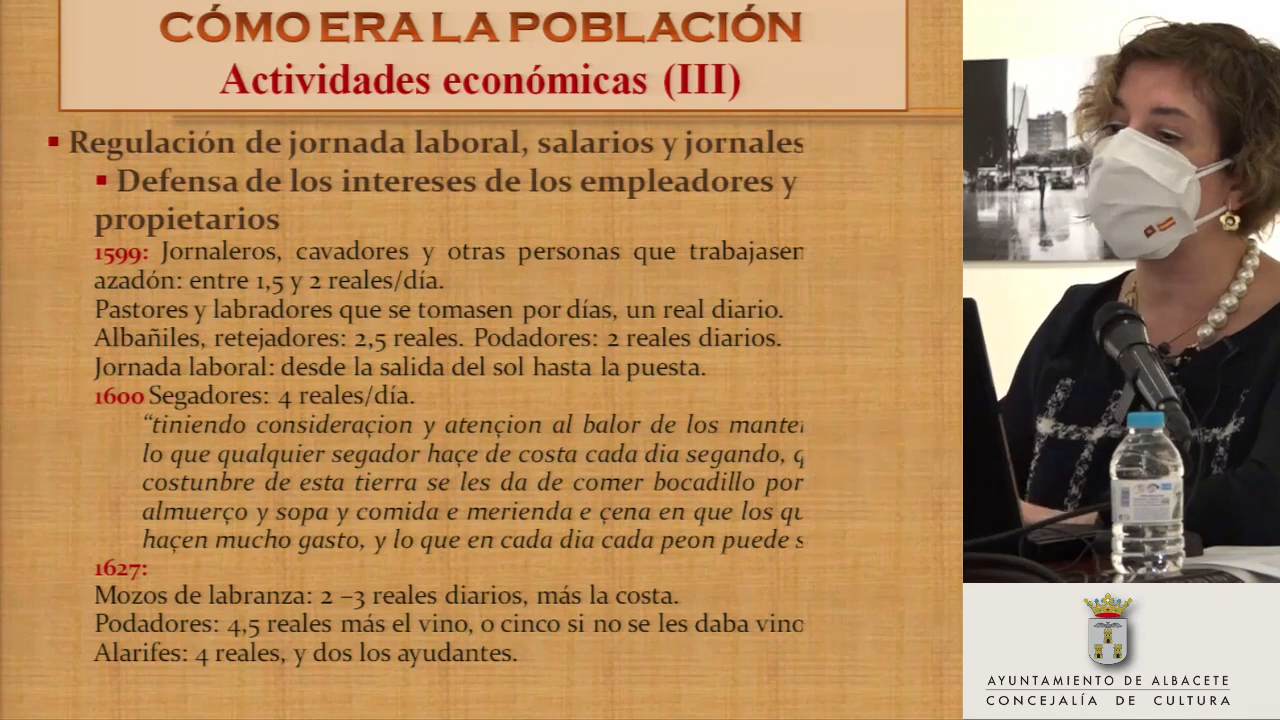 CÓMO ERA LA POBLACIÓN
Actividades económicas (III)
Regulación de jornada laboral, salarios y jornales
Defensa de los intereses de los empleadores y
propietarios
1599: Jornaleros, cavadores y otras personas que trabajasen
azadón: entre 1,5 y 2 reales/día.
Pastores y labradores que se tomasen por días, un real diario.
Albañiles, retejadores: 2,5 reales. Podadores: 2 reales diarios.
Jornada laboral: desde la salida del sol hasta la puesta.
1600 Segadores: 4 reales/día.
“tiniendo consideraçion y atençion al balor de los
lo que qualquier segador haçe de costa cada dia segando,
costunbre de esta tierra se les da de comer bocadillo por
almuerço y sopa y comida e merienda e çena en que los
haçen mucho gasto, y lo que en cada dia cada peon puede
1627:
Mozos de labranza: 2 –3 reales diarios, más la costa.
Podadores: 4,5 reales más el vino, o cinco si no se les daba vino
Alarifes: 4 reales, y dos los ayudantes.
AYUNTAMIENTO DE ALBACETE
CONCEJALÍA DE CULTURA